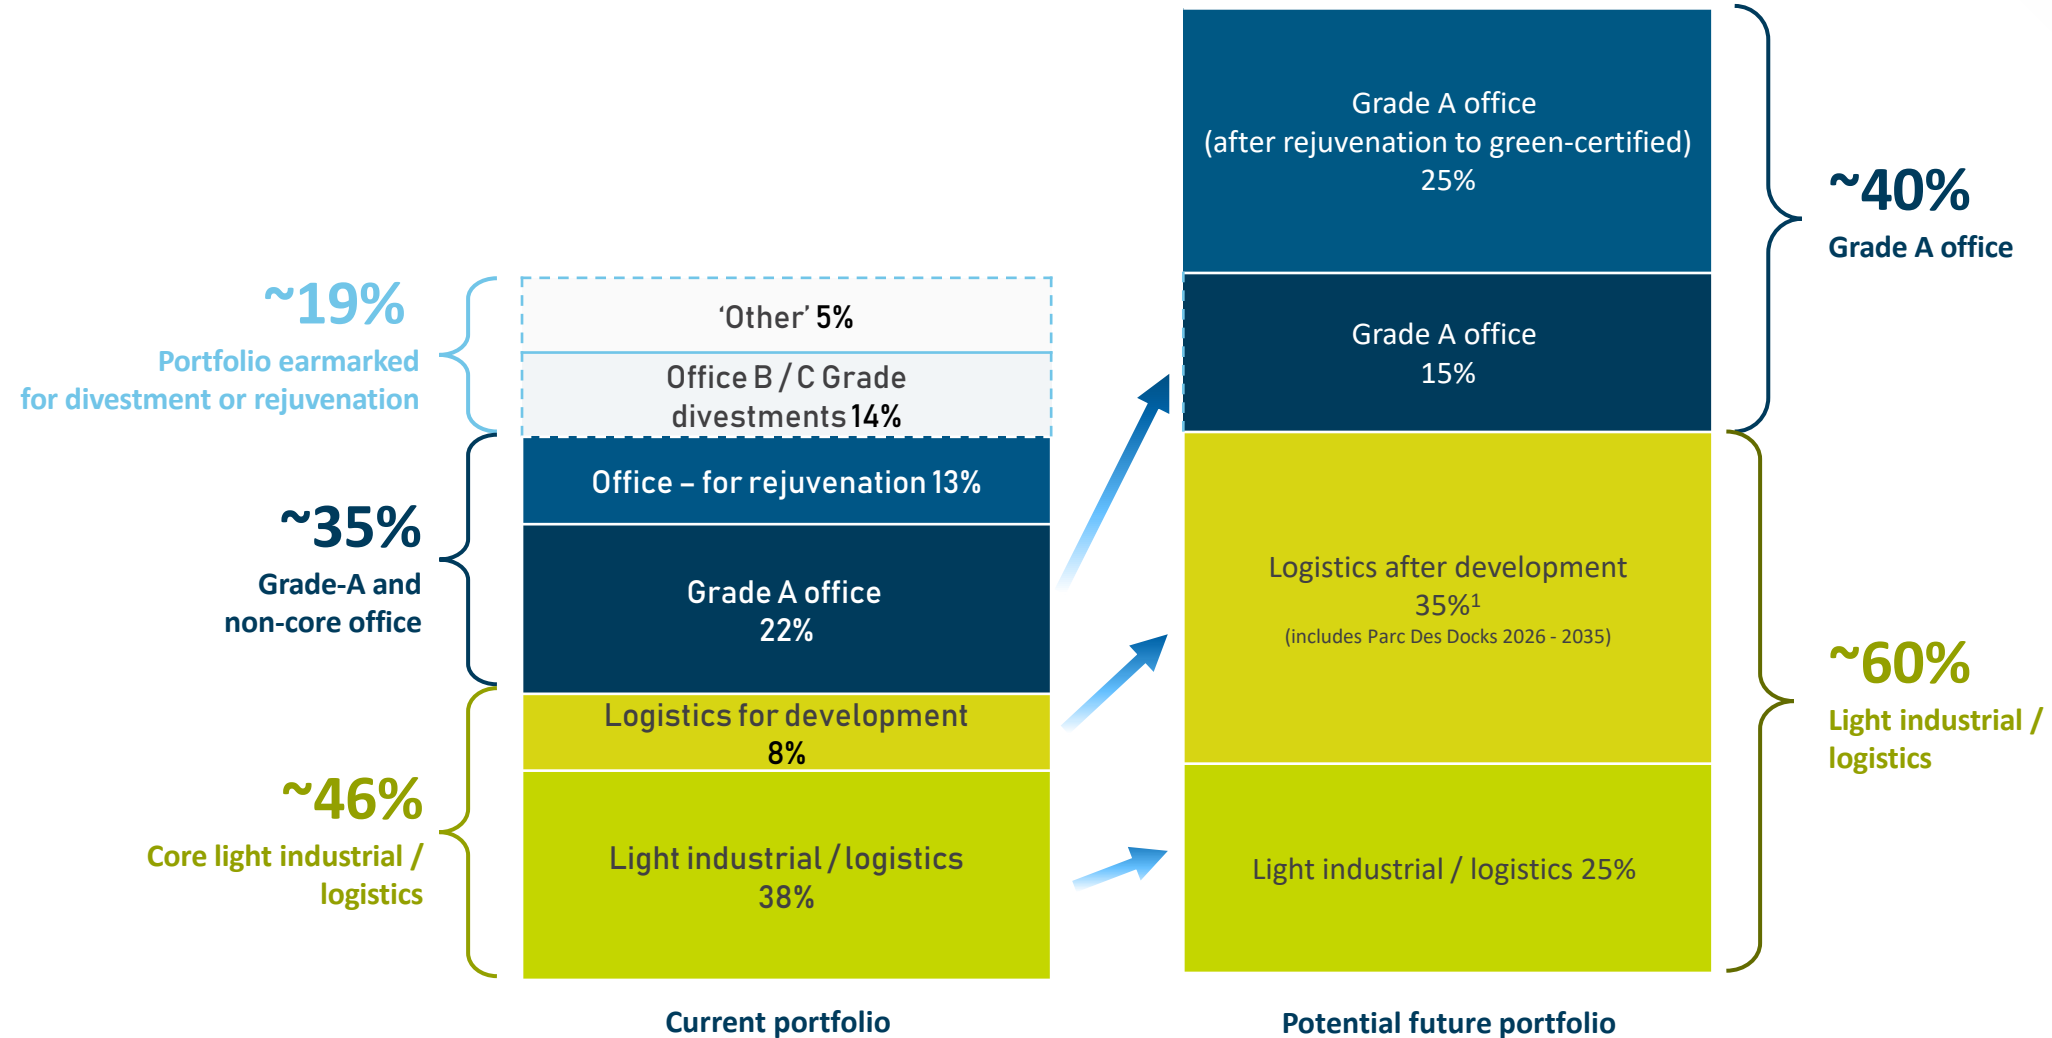 ~19%
Portfolio earmarked
for divestment or rejuvenation
~35%
Grade-A and
non-core office
~46%
Core light industrial /
logistics
‘Other’ 5%
Office B / C Grade
divestments 14%
Office – for rejuvenation 13%
Grade A office
22%
Logistics for development
8%
Light industrial / logistics
38%
Current portfolio
Grade A office
(after rejuvenation to green-certified)
25%
Grade A office
15%
Logistics after development
35%¹
(includes Parc Des Docks 2026 - 2035)
Light industrial / logistics 25%
Potential future portfolio
~40%
Grade A office
~60%
Light industrial /
logistics